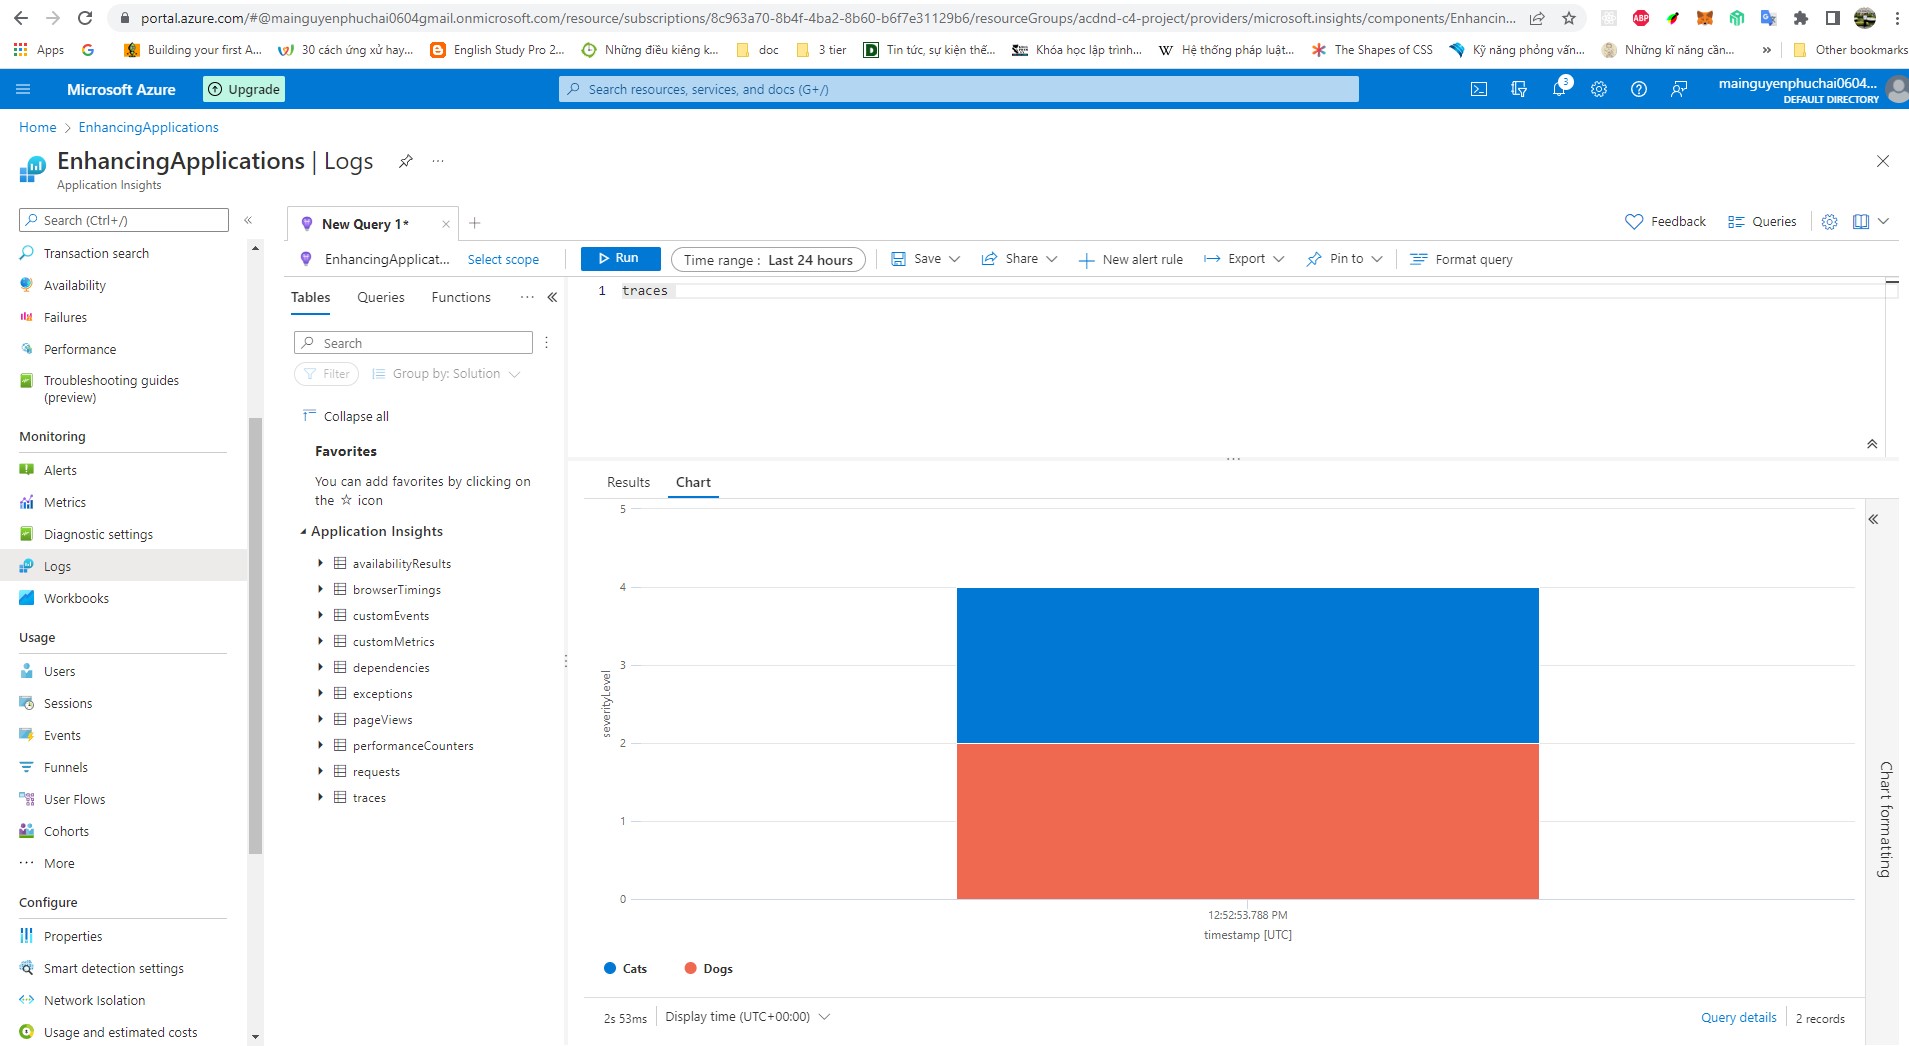 portal.azure.com/#@mainguyenphuchai0604gmail.onmicrosoft.com/resource/subscriptions/8c963a70-8b4f-4ba2-8b60-b6f7e31129b6/resourceGroups/acdnd-c4-project/providers/microsoft.insights/components/Enhancin...
Apps
Building your first A...
30 cách ứng xử hay...
English Study Pro 2...
Những điều kiêng k...
doc
3 tier
Tin tức, sự kiện thế...
Khóa học lập trình...
Hệ thống pháp luật...
The Shapes of CSS
Kỹ năng phỏng vấn...
Những kĩ năng cần...
»
Other bookmarks
Microsoft Azure
Upgrade
Search resources, services, and docs (G+/)
3
mainguyenphuchai0604...
DEFAULT DIRECTORY
Home > EnhancingApplications
EnhancingApplications | Logs
...
Application Insights
Search (Ctrl+/)
«
Transaction search
Availability
Failures
Performance
Troubleshooting guides
(preview)
Monitoring
Alerts
Metrics
Diagnostic settings
Logs
Workbooks
Usage
Users
Sessions
Events
Funnels
User Flows
Cohorts
More
Configure
Properties
Smart detection settings
Network Isolation
Usage and estimated costs
New Query 1*
Feedback
Queries
EnhancingApplicat...
Select scope
Run
Time range : Last 24 hours
Save
Share
New alert rule
Export
Pin to
Format query
Tables
Queries
Functions
...
«
Search
Filter
Group by: Solution
Collapse all
Favorites
You can add favorites by clicking on
the ☆ icon
Application Insights
availabilityResults
browserTimings
customEvents
customMetrics
dependencies
exceptions
pageViews
performanceCounters
requests
traces
1 traces
Results
Chart
5
4
3
2
1
0
severityLevel
12:52:53.788 PM
timestamp [UTC]
Cats
Dogs
Chart formatting
2s 53ms
Display time (UTC+00:00)
Query details
2 records